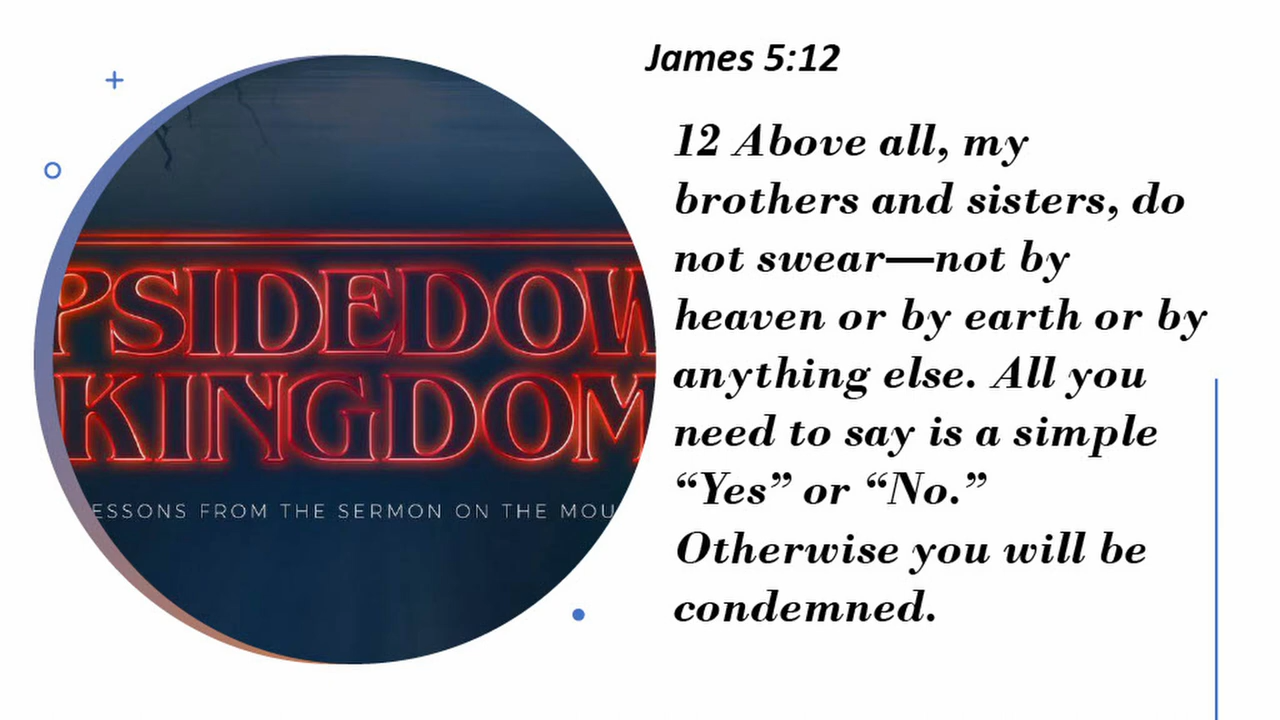 James 5:12
12 Above all, my
brothers and sisters, do
not swear—not by
heaven or by earth or by
anything else. All you
need to say is a simple
“Yes” or “No.”
Otherwise you will be
condemned.
PSIDEDOW
KINGDOM
ESSONS FROM THE SERMON ON THE MOU